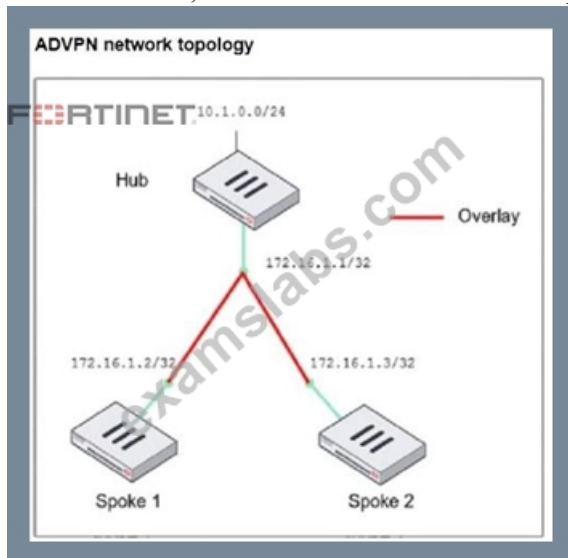 ADVPN network topology
FORTINET
10.1.0.0/24
Hub
Overlay
172.16.1.1/32
examslabs.com
172.16.1.2/32
172.16.1.3/32
Spoke 1
Spoke 2